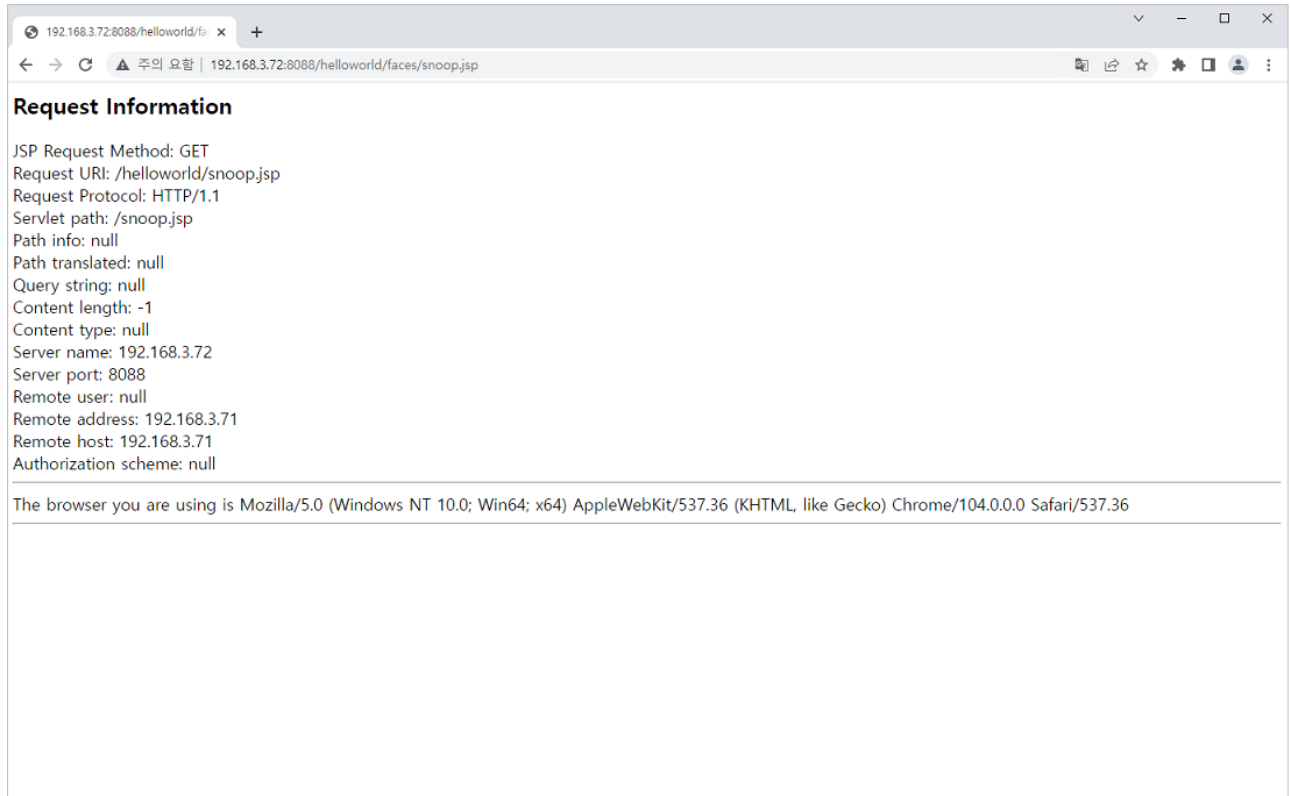 192.168.3.72:8088/helloworld/fa
주의 요함 | 192.168.3.72:8088/helloworld/faces/snoop.jsp
Request Information
JSP Request Method: GET
Request URI: /helloworld/snoop.jsp
Request Protocol: HTTP/1.1
Servlet path: /snoop.jsp
Path info: null
Path translated: null
Query string: null
Content length: -1
Content type: null
Server name: 192.168.3.72
Server port: 8088
Remote user: null
Remote address: 192.168.3.71
Remote host: 192.168.3.71
Authorization scheme: null
The browser you are using is Mozilla/5.0 (Windows NT 10.0; Win64; x64) AppleWebKit/537.36 (KHTML, like Gecko) Chrome/104.0.0.0 Safari/537.36